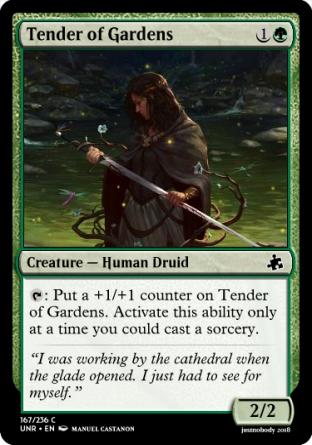 Tender of Gardens 1
Creature — Human Druid
: Put a +1/+1 counter on Tender
of Gardens. Activate this ability only
at a time you could cast a sorcery.
“I was working by the cathedral when
the glade opened. I just had to see for
myself.”
2/2
167/236 C
UNR • EN MANUEL CASTANON
justnobody 2018